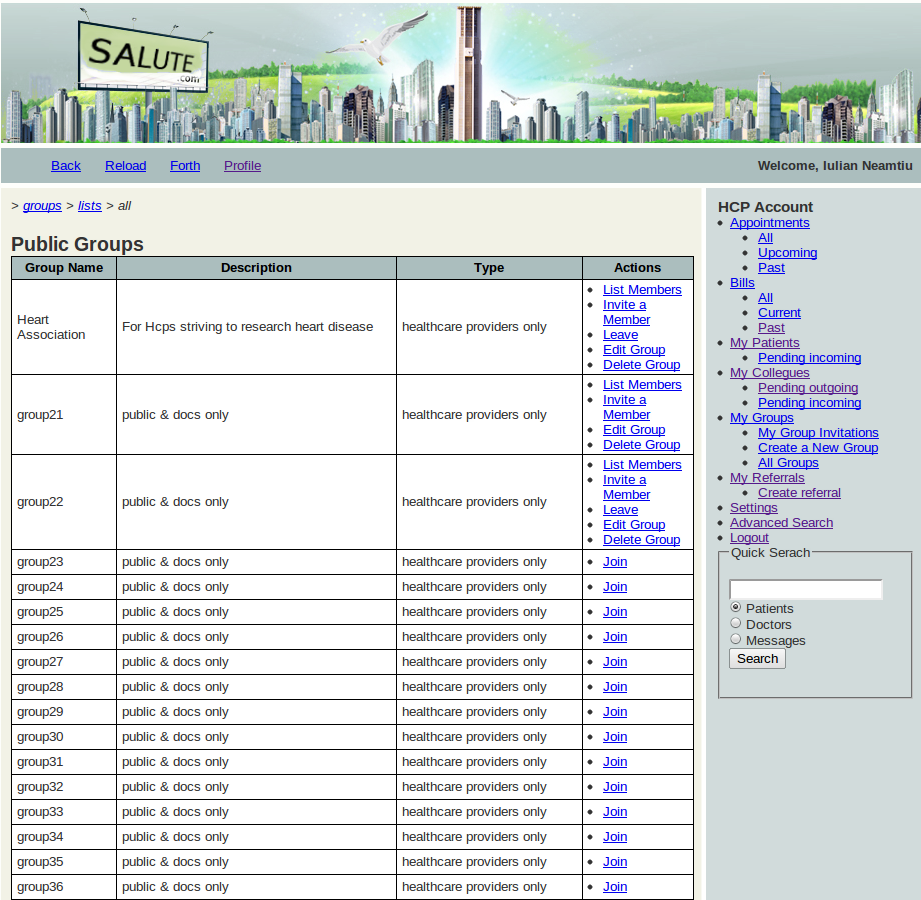 SALUTE
.com
Back Reload Forth Profile Welcome, Iulian Neamtiu
> groups > lists > all
Public Groups
Group Name Description Type Actions
Heart Association For Hcps striving to research heart disease healthcare providers only
List Members
Invite a
Member
Leave
Edit Group
Delete Group
group21 public & docs only healthcare providers only
List Members
Invite a
Member
Edit Group
Delete Group
group22 public & docs only healthcare providers only
List Members
Invite a
Member
Leave
Edit Group
Delete Group
group23 public & docs only healthcare providers only Join
group24 public & docs only healthcare providers only Join
group25 public & docs only healthcare providers only Join
group26 public & docs only healthcare providers only Join
group27 public & docs only healthcare providers only Join
group28 public & docs only healthcare providers only Join
group29 public & docs only healthcare providers only Join
group30 public & docs only healthcare providers only Join
group31 public & docs only healthcare providers only Join
group32 public & docs only healthcare providers only Join
group33 public & docs only healthcare providers only Join
group34 public & docs only healthcare providers only Join
group35 public & docs only healthcare providers only Join
group36 public & docs only healthcare providers only Join
HCP Account
Appointments
All
Upcoming
Past
Bills
All
Current
Past
My Patients
Pending incoming
My Collegues
Pending outgoing
Pending incoming
My Groups
My Group Invitations
Create a New Group
All Groups
My Referrals
Create referral
Settings
Advanced Search
Logout
Quick Serach
Patients
Doctors
Messages
Search